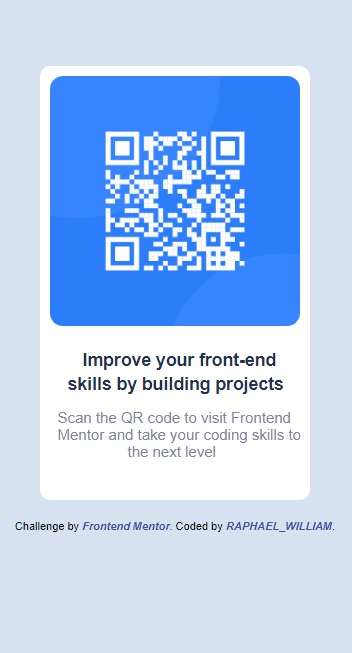 Improve your front-end
skills by building projects
Scan the QR code to visit Frontend
Mentor and take your coding skills to
the next level
Challenge by Frontend Mentor. Coded by RAPHAEL_WILLIAM.